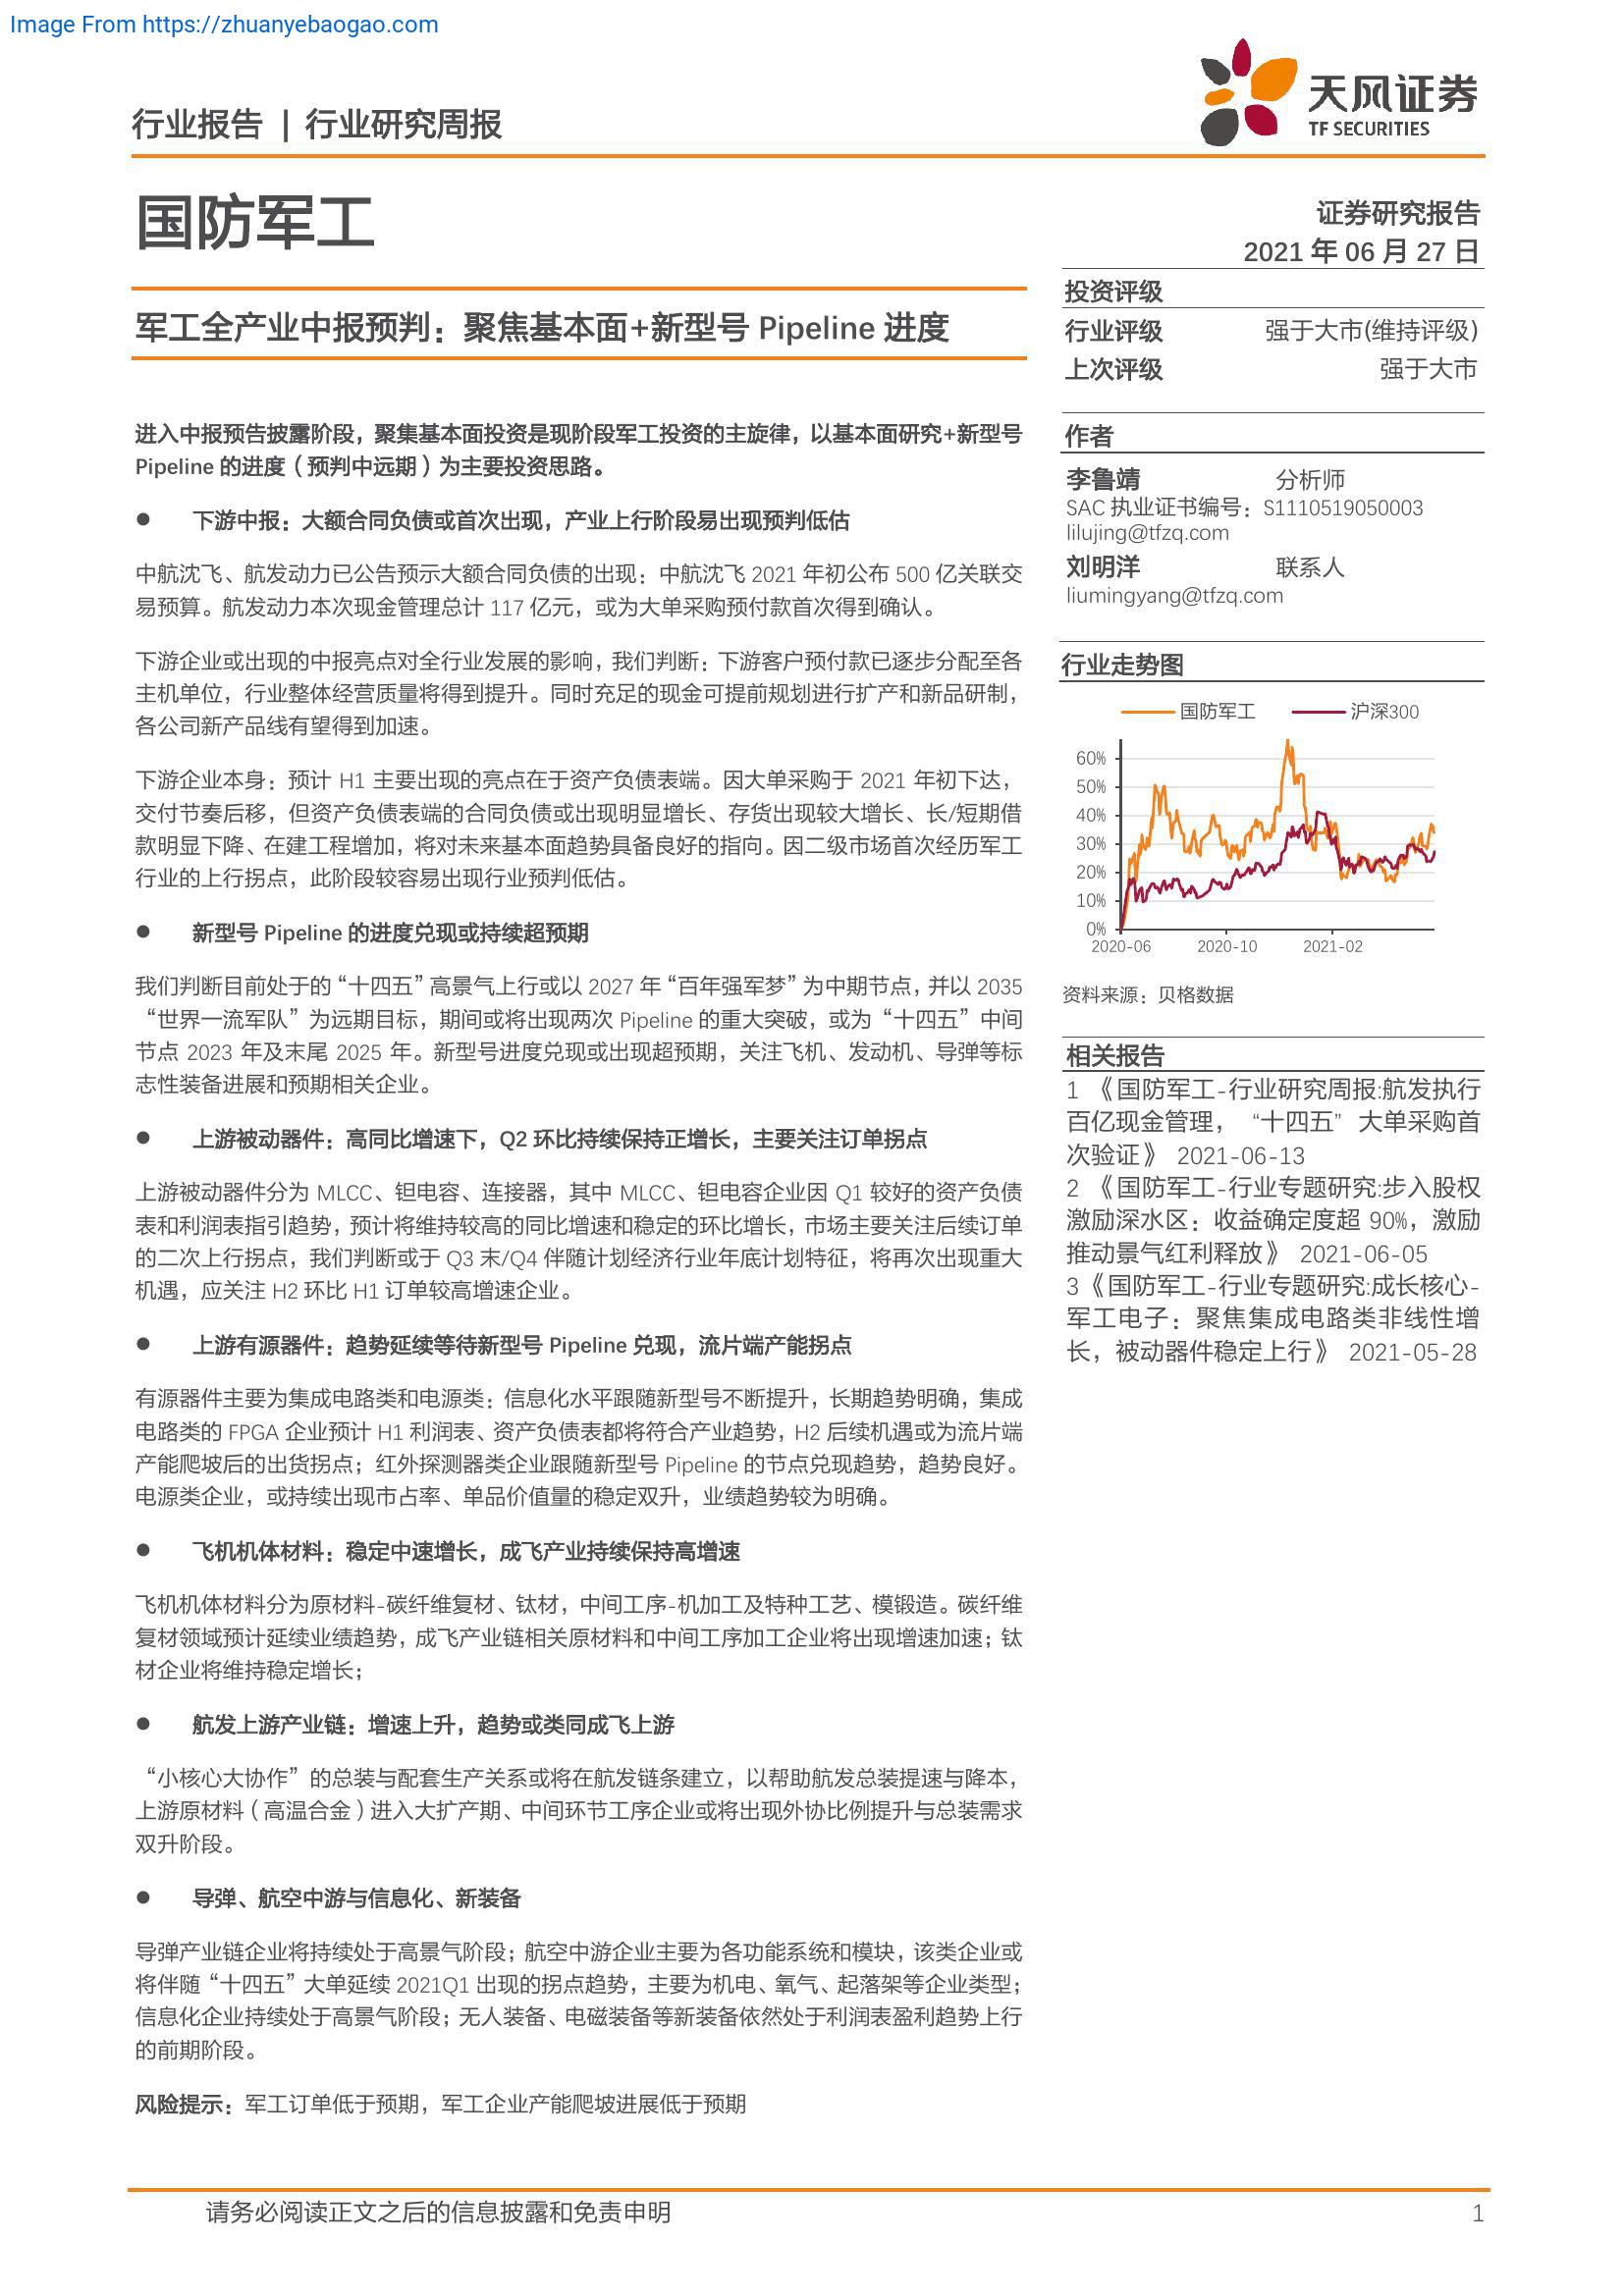 Image From https://zhuanyebaogao.com
行业报告 | 行业研究周报
天风证券
TF SECURITIES
国防军工
证券研究报告
2021 年 06 月 27 日
军工全产业中报预判：聚焦基本面+新型号 Pipeline 进度
进入中报预告披露阶段，聚集基本面投资是现阶段军工投资的主旋律，以基本面研究+新型号
Pipeline 的进度（预判中远期）为主要投资思路。
● 下游中报：大额合同负债或首次出现，产业上行阶段易出现预判低估
中航沈飞、航发动力已公告预示大额合同负债的出现：中航沈飞 2021 年初公布 500 亿关联交
易预算。航发动力本次现金管理总计 117 亿元，或为大单采购预付款首次得到确认。
下游企业或出现的中报亮点对全行业发展的影响，我们判断：下游客户预付款已逐步分配至各
主机单位，行业整体经营质量将得到提升。同时充足的现金可提前规划进行扩产和新品研制，
各公司新产品线有望得到加速。
下游企业本身：预计 H1 主要出现的亮点在于资产负债表端。因大单采购于 2021 年初下达，
交付节奏后移，但资产负债表端的合同负债或出现明显增长、存货出现较大增长、长/短期借
款明显下降、在建工程增加，将对未来基本面趋势具备良好的指向。因二级市场首次经历军工
行业的上行拐点，此阶段较容易出现行业预判低估。
● 新型号 Pipeline 的进度兑现或持续超预期
我们判断目前处于的“十四五”高景气上行或以 2027 年“百年强军梦”为中期节点，并以 2035
“世界一流军队”为远期目标，期间或将出现两次 Pipeline 的重大突破，或为“十四五”中间
节点 2023 年及末尾 2025 年。新型号进度兑现或出现超预期，关注飞机、发动机、导弹等标
志性装备进展和预期相关企业。
● 上游被动器件：高同比增速下，Q2 环比持续保持正增长，主要关注订单拐点
上游被动器件分为 MLCC、钽电容、连接器，其中 MLCC、钽电容企业因 Q1 较好的资产负债
表和利润表指引趋势，预计将维持较高的同比增速和稳定的环比增长，市场主要关注后续订单
的二次上行拐点，我们判断或于 Q3 末/Q4 伴随计划经济行业年底计划特征，将再次出现重大
机遇，应关注 H2 环比 H1 订单较高增速企业。
● 上游有源器件：趋势延续等待新型号 Pipeline 兑现，流片端产能拐点
有源器件主要为集成电路类和电源类：信息化水平跟随新型号不断提升，长期趋势明确，集成
电路类的 FPGA 企业预计 H1 利润表、资产负债表都将符合产业趋势，H2 后续机遇或为流片端
产能爬坡后的出货拐点；红外探测器类企业跟随新型号 Pipeline 的节点兑现趋势，趋势良好。
电源类企业，或持续出现市占率、单品价值量的稳定双升，业绩趋势较为明确。
● 飞机机体材料：稳定中速增长，成飞产业持续保持高增速
飞机机体材料分为原材料-碳纤维复材、钛材，中间工序-机加工及特种工艺、模锻造。碳纤维
复材领域预计延续业绩趋势，成飞产业链相关原材料和中间工序加工企业将出现增速加速；钛
材企业将维持稳定增长；
● 航发上游产业链：增速上升，趋势或类同成飞上游
“小核心大协作”的总装与配套生产关系或将在航发链条建立，以帮助航发总装提速与降本，
上游原材料（高温合金）进入大扩产期、中间环节工序企业或将出现外协比例提升与总装需求
双升阶段。
● 导弹、航空中游与信息化、新装备
导弹产业链企业将持续处于高景气阶段；航空中游企业主要为各功能系统和模块，该类企业或
将伴随“十四五”大单延续 2021Q1 出现的拐点趋势，主要为机电、氧气、起落架等企业类型；
信息化企业持续处于高景气阶段；无人装备、电磁装备等新装备依然处于利润表盈利趋势上行
的前期阶段。
风险提示：军工订单低于预期，军工企业产能爬坡进展低于预期
投资评级
行业评级 强于大市(维持评级)
上次评级 强于大市
作者
李鲁靖 分析师
SAC 执业证书编号：S1110519050003
lilujing@tfzq.com
刘明洋 联系人
liumingyang@tfzq.com
行业走势图
国防军工 沪深300
60%
50%
40%
30%
20%
10%
0%
2020-06 2020-10 2021-02
资料来源：贝格数据
相关报告
1 《国防军工-行业研究周报:航发执行
百亿现金管理， “十四五” 大单采购首
次验证》 2021-06-13
2 《国防军工-行业专题研究:步入股权
激励深水区：收益确定度超 90%，激励
推动景气红利释放》 2021-06-05
3《国防军工-行业专题研究:成长核心-
军工电子：聚焦集成电路类非线性增
长，被动器件稳定上行》 2021-05-28
请务必阅读正文之后的信息披露和免责申明 1